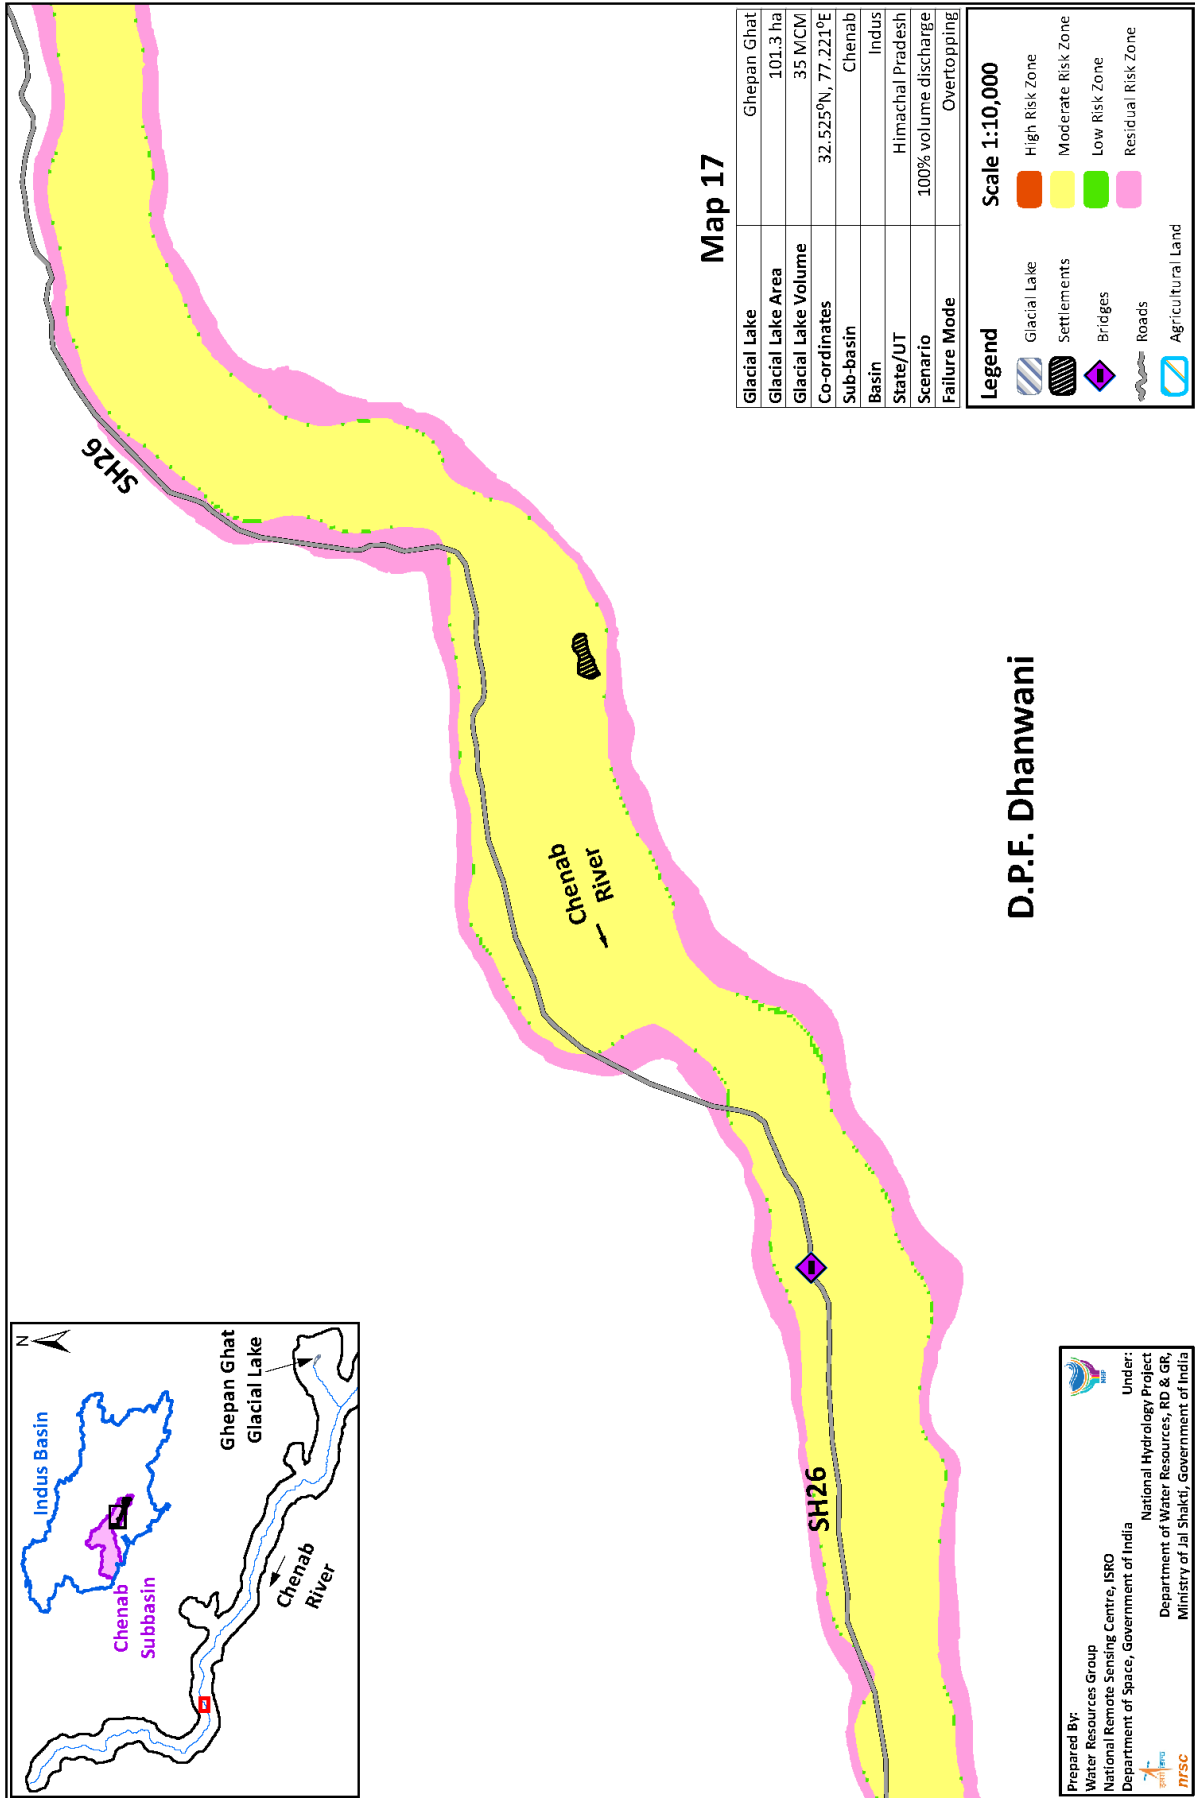 N
Indus Basin
Chenab
Subbasin
Ghepan Ghat
Glacial Lake
Chenab
River
SH26
Chenab
River
SH26
D.P.F. Dhanwani
Map 17
Glacial Lake Ghepan Ghat
Glacial Lake Area 101.3 ha
Glacial Lake Volume 35 MCM
Co-ordinates 32.525⁰N, 77.221⁰E
Sub-basin Chenab
Basin Indus
State/UT Himachal Pradesh
Scenario 100% volume discharge
Failure Mode Overtopping
Legend
Scale 1:10,000
Glacial Lake
Settlements
Bridges
Roads
Agricultural Land
High Risk Zone
Moderate Risk Zone
Low Risk Zone
Residual Risk Zone
Prepared By:
Water Resources Group
National Remote Sensing Centre, ISRO
Department of Space, Government of India
Under:
National Hydrology Project
Department of Water Resources, RD & GR,
Ministry of Jal Shakti, Government of India
इसरो isro
nrsc
NHP